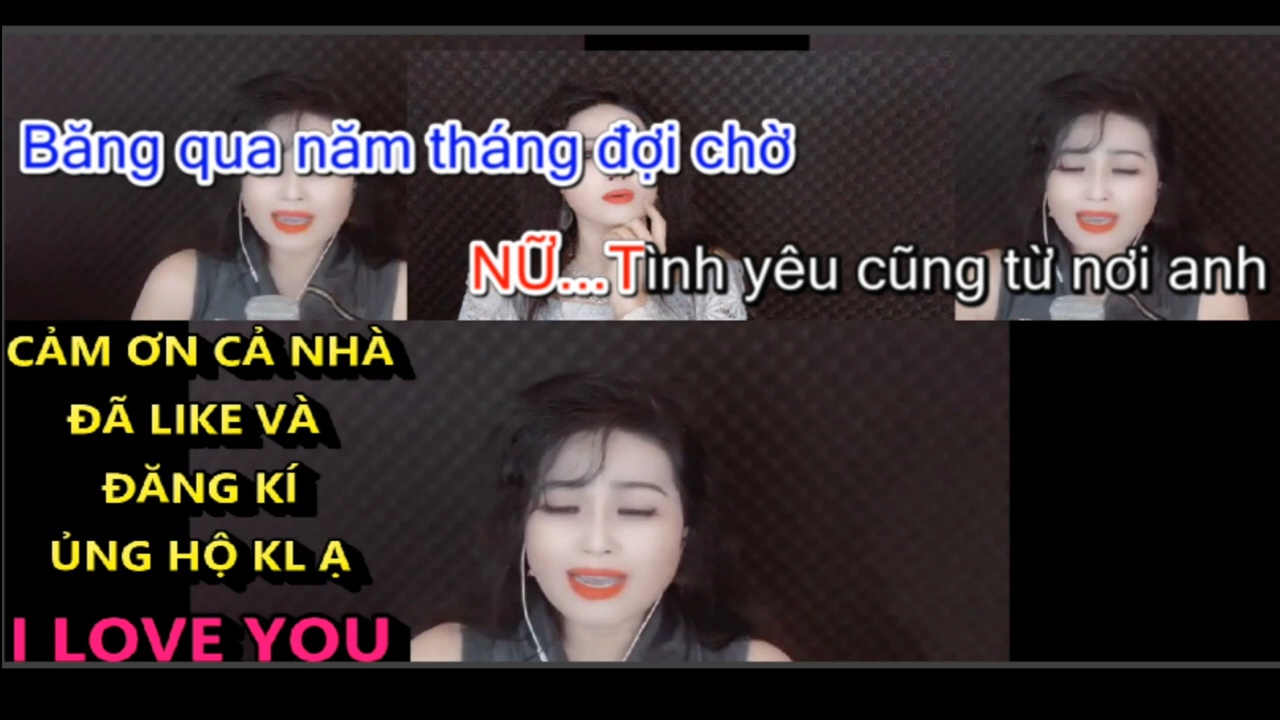 Băng qua năm tháng đợi chờ
NỮ...Tình yêu cũng từ nơi anh
CẢM ƠN CẢ NHÀ
ĐÃ LIKE VÀ
ĐĂNG KÍ
ỦNG HỘ KL Ạ
I LOVE YOU